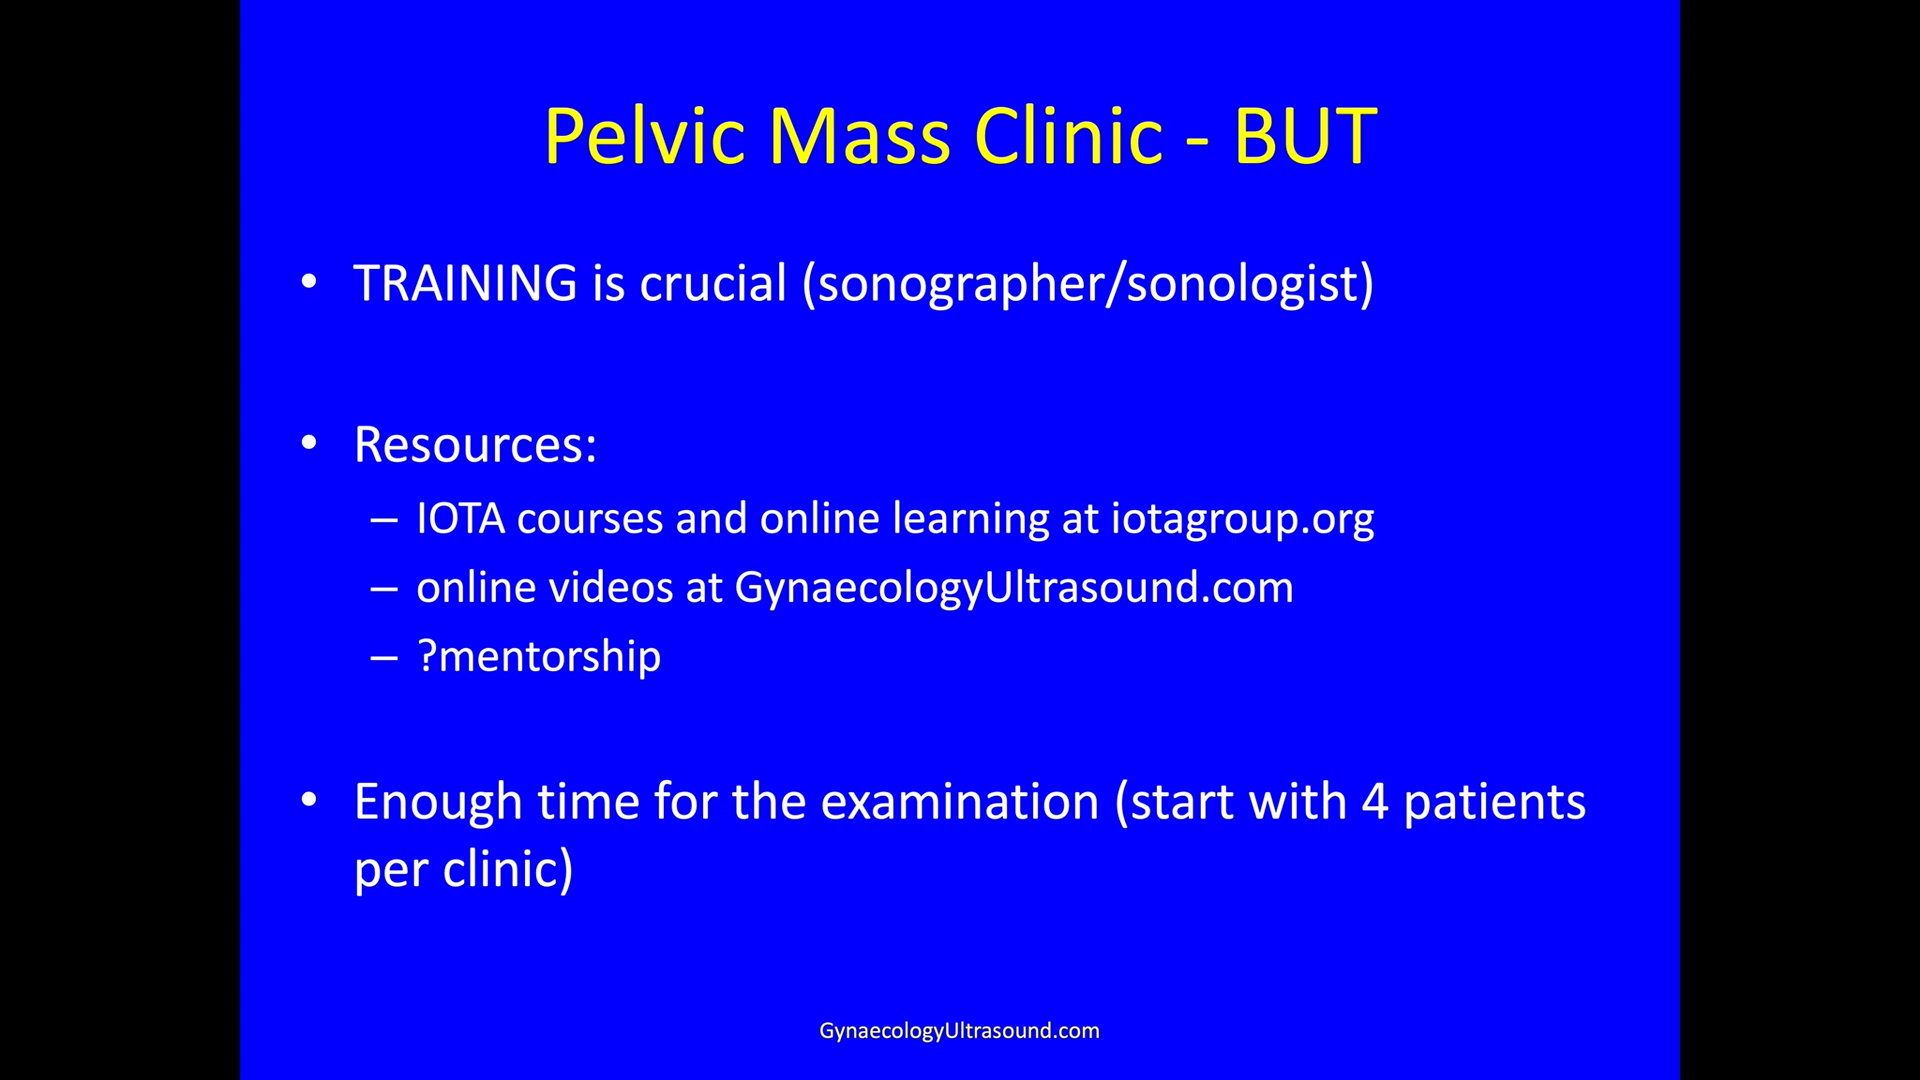 Pelvic Mass Clinic - BUT
• TRAINING is crucial (sonographer/sonologist)
• Resources:
– IOTA courses and online learning at iotagroup.org
– online videos at GynaecologyUltrasound.com
– ?mentorship
• Enough time for the examination (start with 4 patients
per clinic)
GynaecologyUltrasound.com